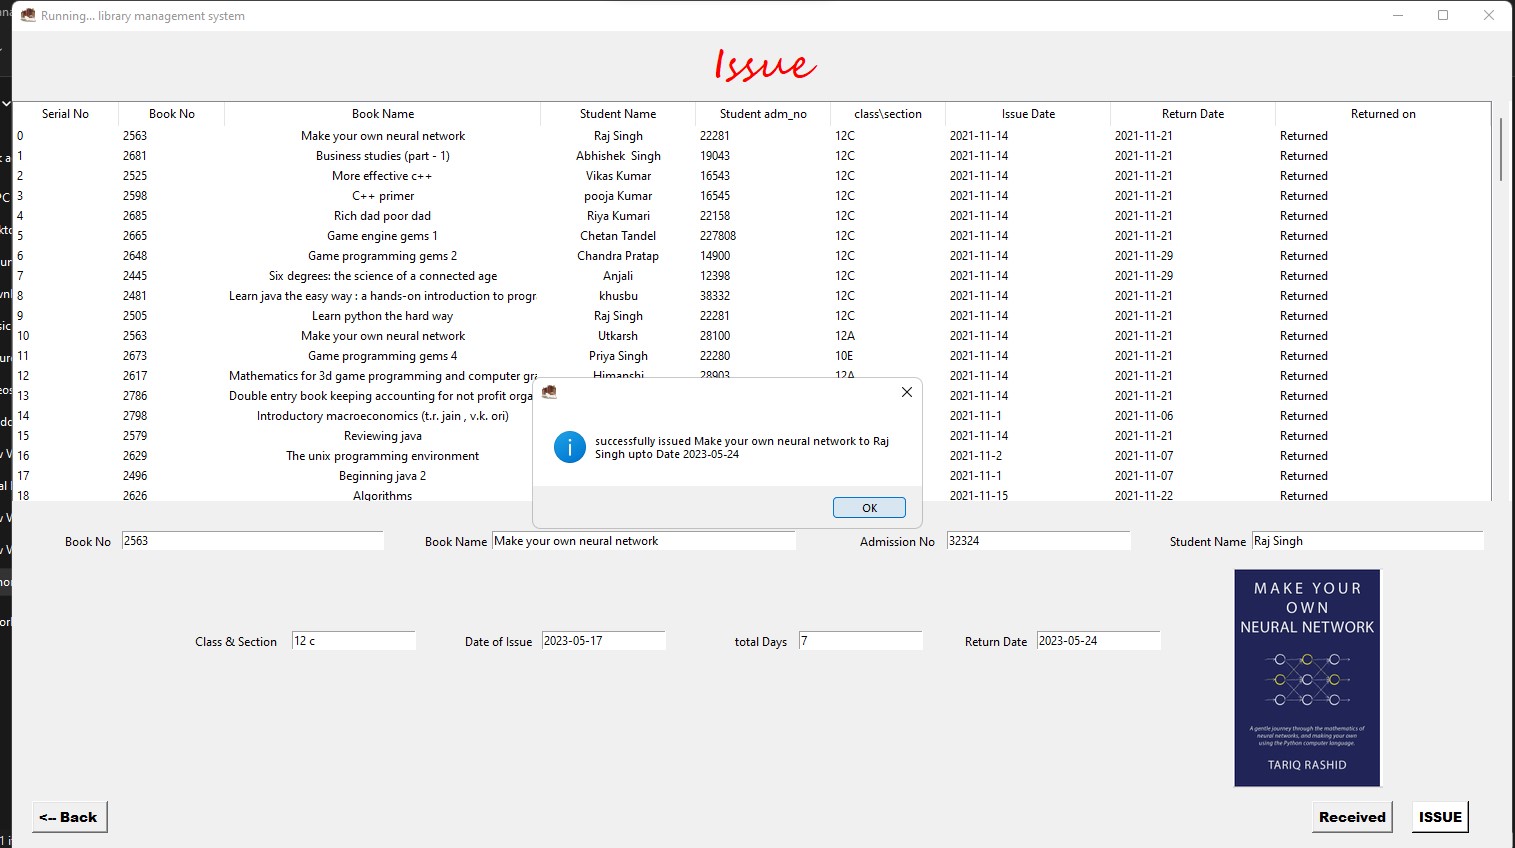 Running... library management system
Issue
Serial No Book No Book Name Student Name Student adm_no class\section Issue Date Return Date Returned on
0 2563 Make your own neural network Raj Singh 22281 12C 2021-11-14 2021-11-21 Returned
1 2681 Business studies (part - 1) Abhishek Singh 19043 12C 2021-11-14 2021-11-21 Returned
2 2525 More effective c++ Vikas Kumar 16543 12C 2021-11-14 2021-11-21 Returned
3 2598 C++ primer pooja Kumar 16545 12C 2021-11-14 2021-11-21 Returned
4 2685 Rich dad poor dad Riya Kumari 22158 12C 2021-11-14 2021-11-21 Returned
5 2665 Game engine gems 1 Chetan Tandel 227808 12C 2021-11-14 2021-11-21 Returned
6 2648 Game programming gems 2 Chandra Pratap 14900 12C 2021-11-14 2021-11-29 Returned
7 2445 Six degrees: the science of a connected age Anjali 12398 12C 2021-11-14 2021-11-29 Returned
8 2481 Learn java the easy way : a hands-on introduction to progr khusbu 38332 12C 2021-11-14 2021-11-21 Returned
9 2505 Learn python the hard way Raj Singh 22281 12C 2021-11-14 2021-11-21 Returned
10 2563 Make your own neural network Utkarsh 28100 12A 2021-11-14 2021-11-21 Returned
11 2673 Game programming gems 4 Priya Singh 22280 10E 2021-11-14 2021-11-21 Returned
12 2617 Mathematics for 3d game programming and computer gra Himanshi 28903 12A 2021-11-14 2021-11-21 Returned
13 2786 Double entry book keeping accounting for not profit orga 2021-11-14 2021-11-21 Returned
14 2798 Introductory macroeconomics (t.r. jain , v.k. ori) 2021-11-1 2021-11-06 Returned
15 2579 Reviewing java 2021-11-14 2021-11-21 Returned
16 2629 The unix programming environment 2021-11-2 2021-11-07 Returned
17 2496 Beginning java 2 2021-11-1 2021-11-07 Returned
18 2626 Algorithms 2021-11-15 2021-11-22 Returned
successfully issued Make your own neural network to Raj
Singh upto Date 2023-05-24
OK
Book No 2563 Book Name Make your own neural network Admission No 32324 Student Name Raj Singh
Class & Section 12 c Date of Issue 2023-05-17 total Days 7 Return Date 2023-05-24
MAKE YOUR
OWN
NEURAL NETWORK
A gentle journey through the mathematics of
neural networks, and making your own
using the Python computer language.
TARIQ RASHID
<-- Back Received ISSUE